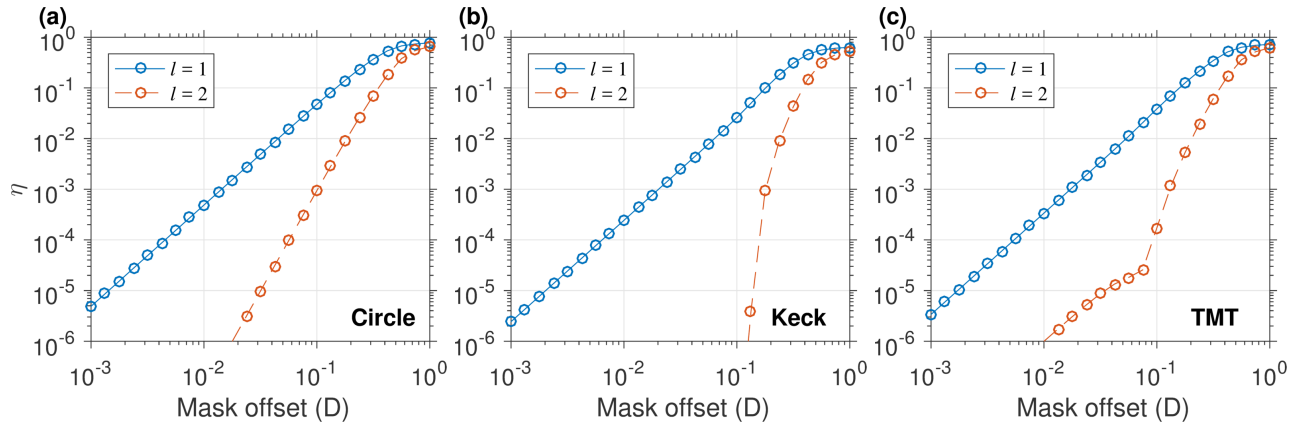 (a)
10^0
10^-1
10^-2
10^-3
10^-4
10^-5
10^-6
η
l = 1
l = 2
Circle
10^-3 10^-2 10^-1 10^0
Mask offset (D)
(b)
10^0
10^-1
10^-2
10^-3
10^-4
10^-5
10^-6
l = 1
l = 2
Keck
10^-3 10^-2 10^-1 10^0
Mask offset (D)
(c)
10^0
10^-1
10^-2
10^-3
10^-4
10^-5
10^-6
l = 1
l = 2
TMT
10^-3 10^-2 10^-1 10^0
Mask offset (D)